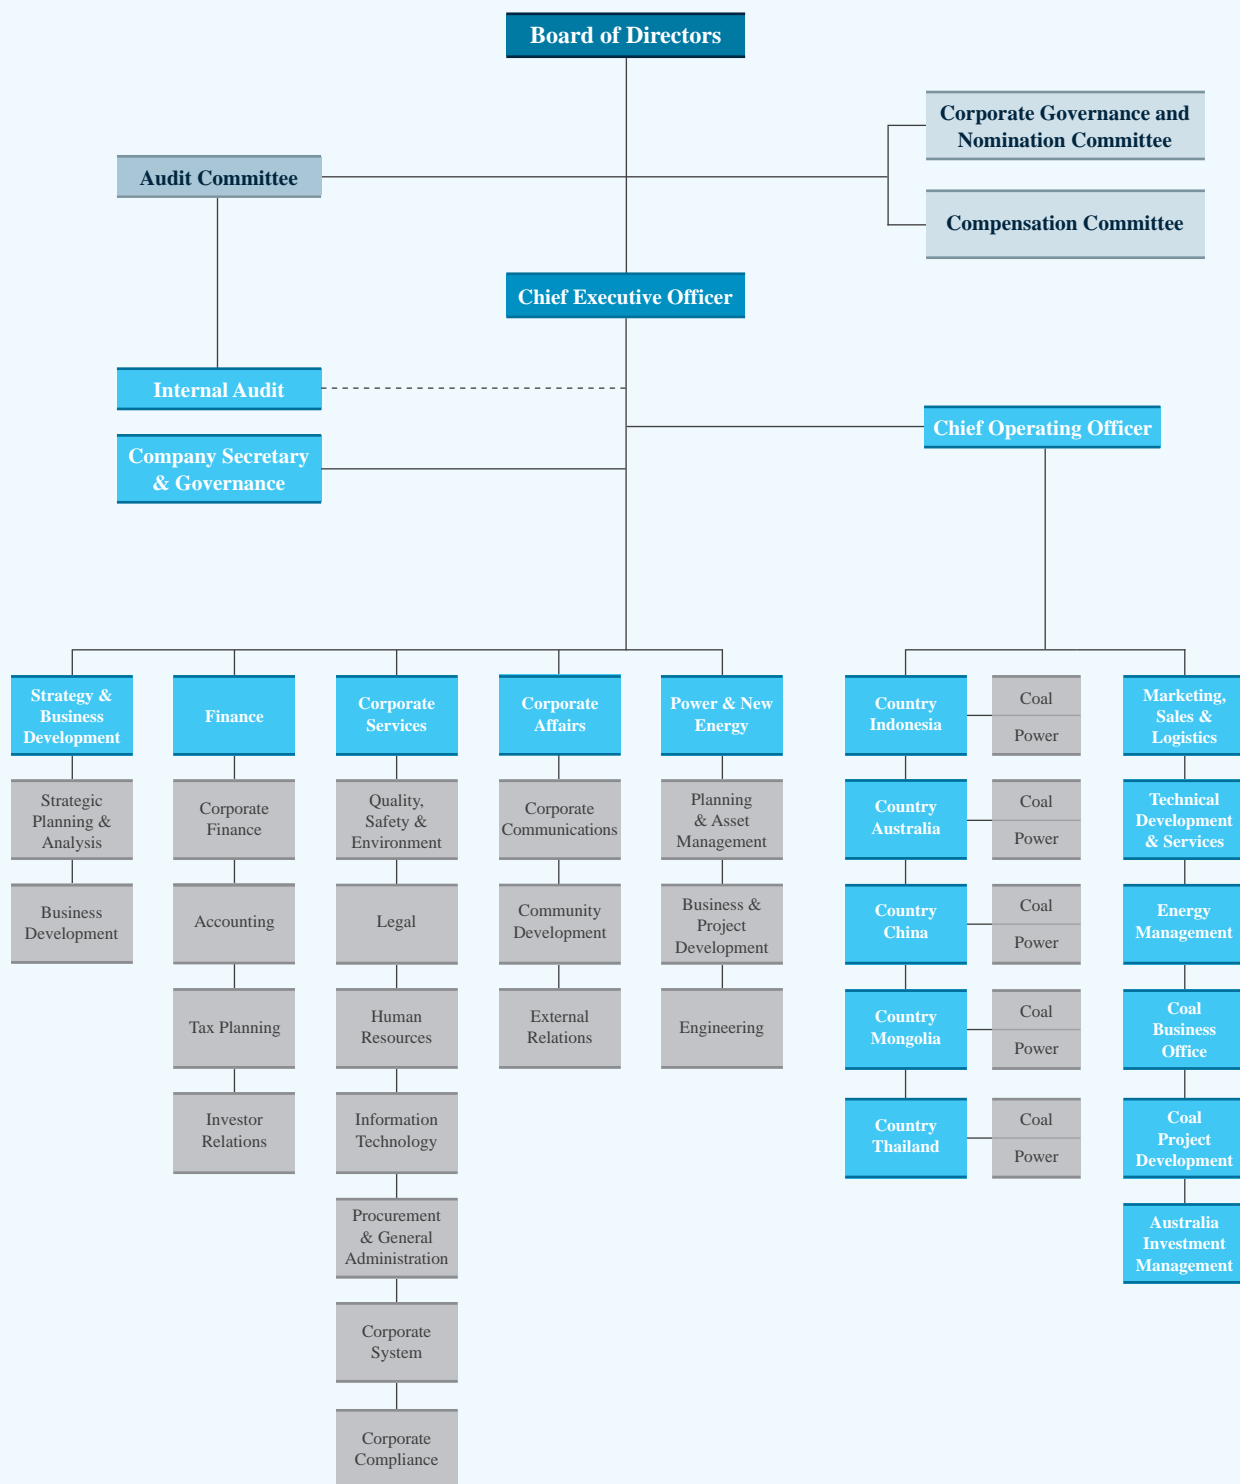 Board of Directors
Corporate Governance and
Nomination Committee
Audit Committee
Compensation Committee
Chief Executive Officer
Internal Audit
Chief Operating Officer
Company Secretary
& Governance
Strategy &
Business
Development
Strategic
Planning &
Analysis
Business
Development
Finance
Corporate
Finance
Accounting
Tax Planning
Investor
Relations
Corporate
Services
Quality,
Safety &
Environment
Legal
Human
Resources
Information
Technology
Procurement
& General
Administration
Corporate
System
Corporate
Compliance
Corporate
Affairs
Corporate
Communications
Community
Development
External
Relations
Power & New
Energy
Planning
& Asset
Management
Business &
Project
Development
Engineering
Country
Indonesia
Coal
Power
Country
Australia
Coal
Power
Country
China
Coal
Power
Country
Mongolia
Coal
Power
Country
Thailand
Coal
Power
Marketing,
Sales &
Logistics
Technical
Development
& Services
Energy
Management
Coal
Business
Office
Coal
Project
Development
Australia
Investment
Management